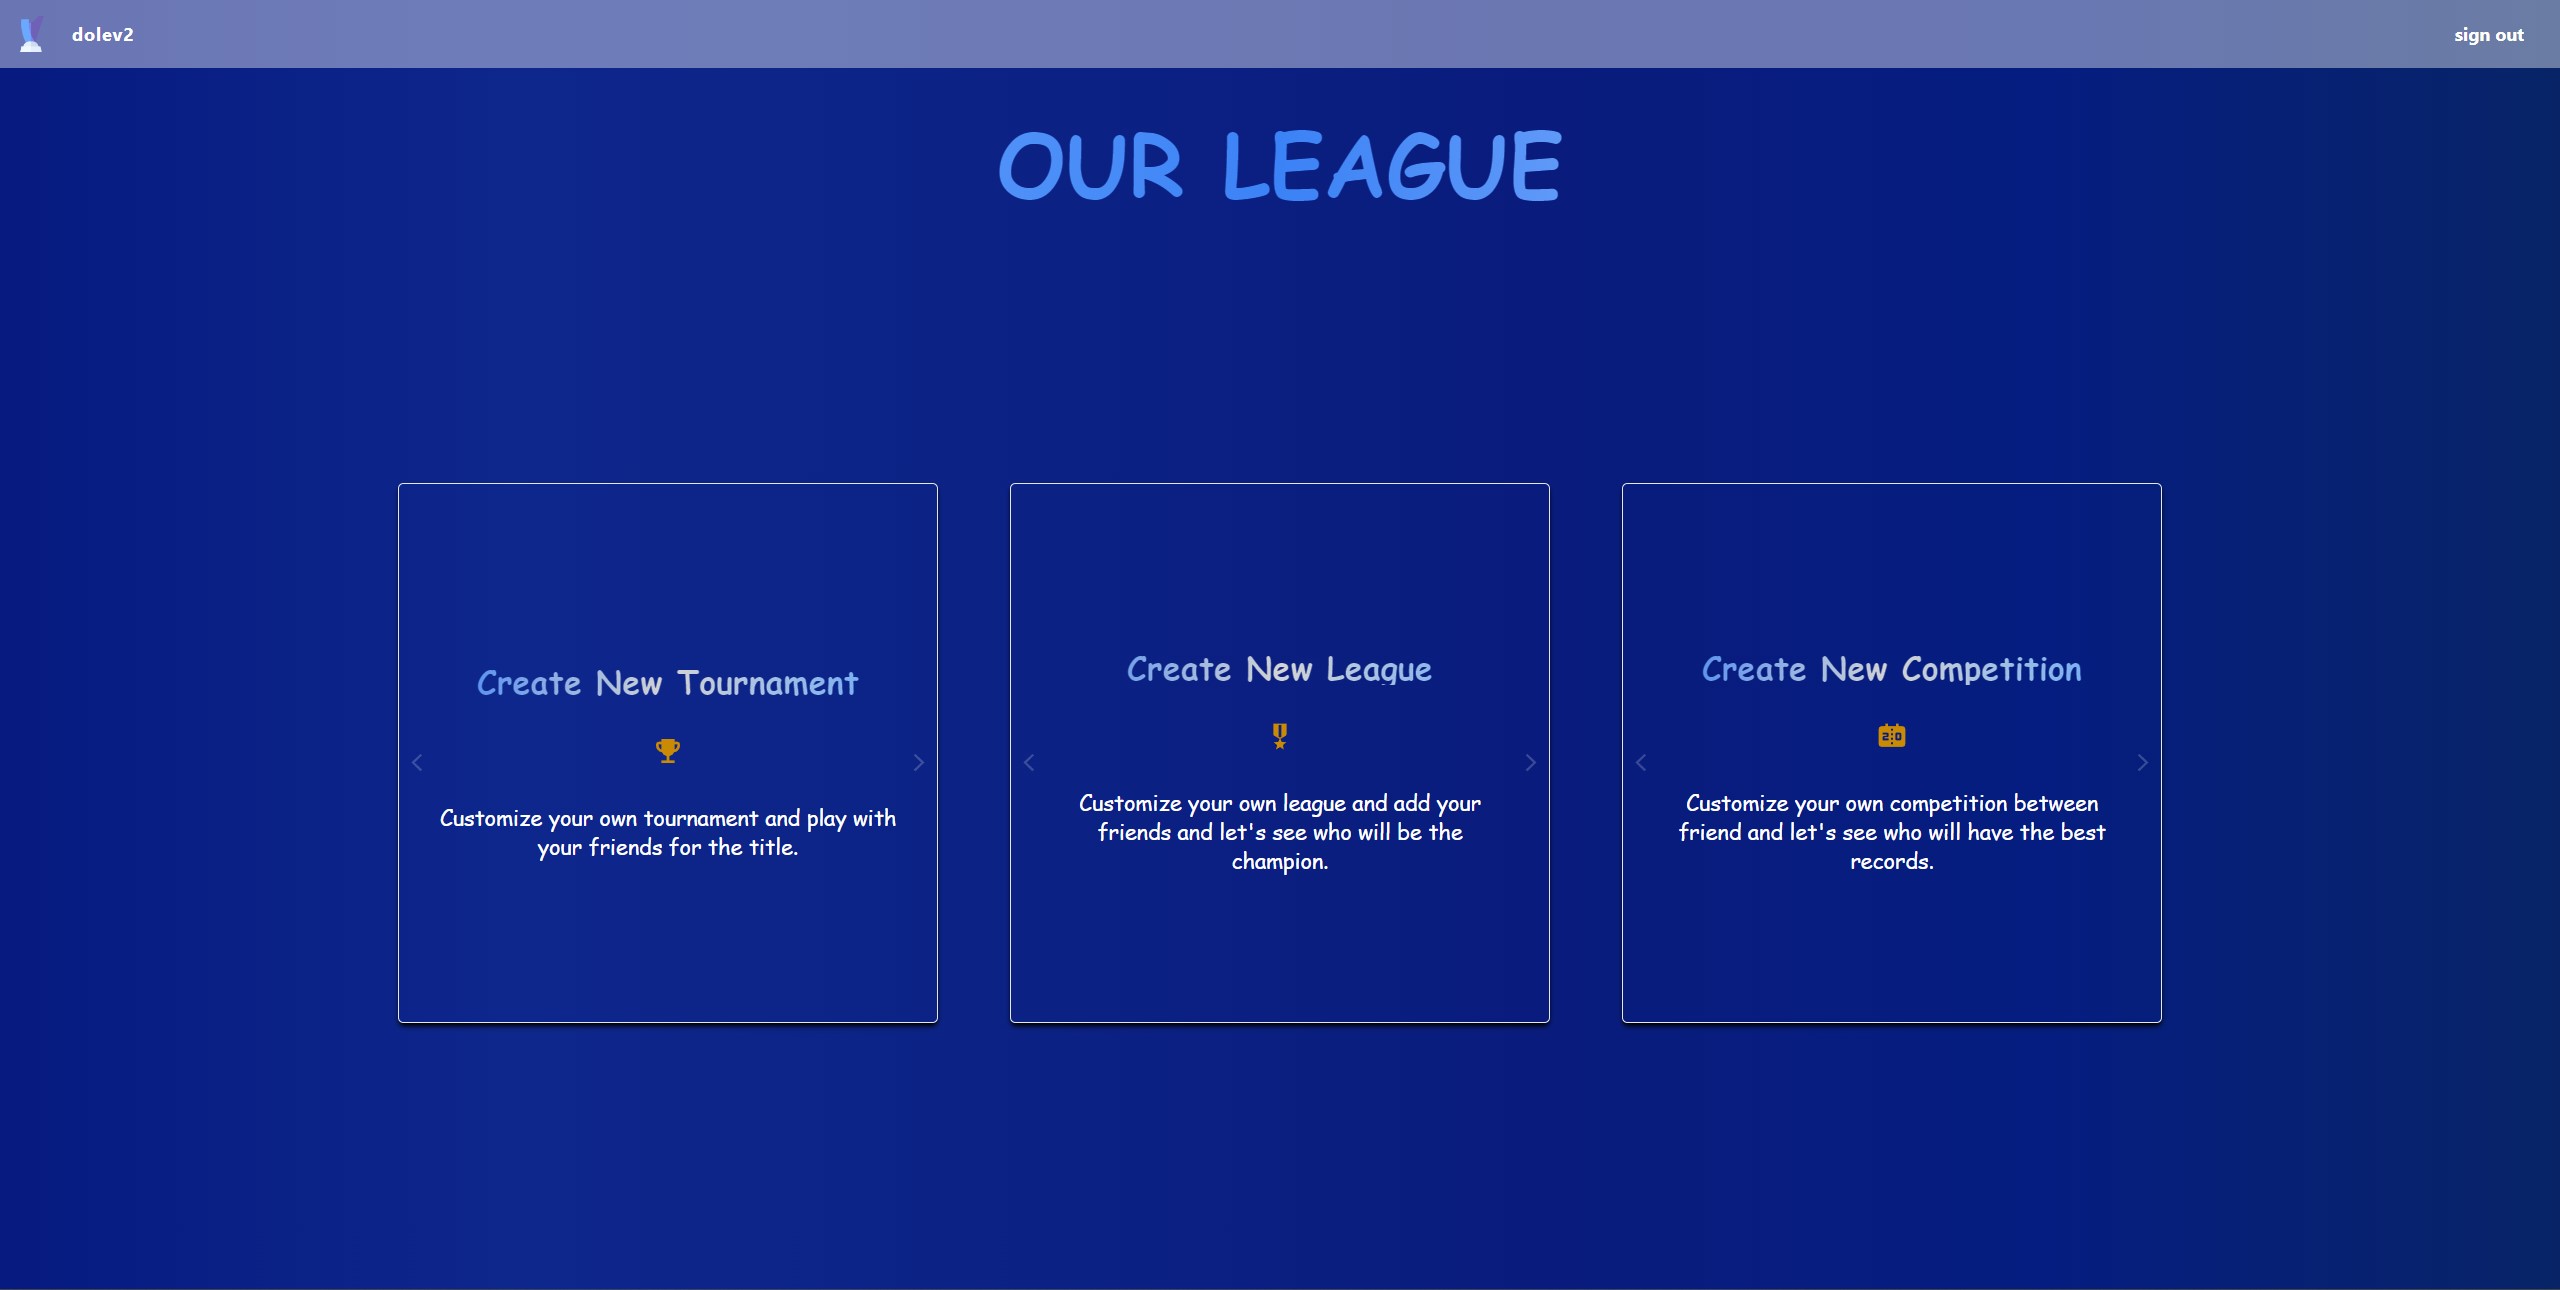 dolev2
sign out
OUR LEAGUE
Create New Tournament
Customize your own tournament and play with
your friends for the title.
Create New League
Customize your own league and add your
friends and let's see who will be the
champion.
Create New Competition
2:0
Customize your own competition between
friend and let's see who will have the best
records.